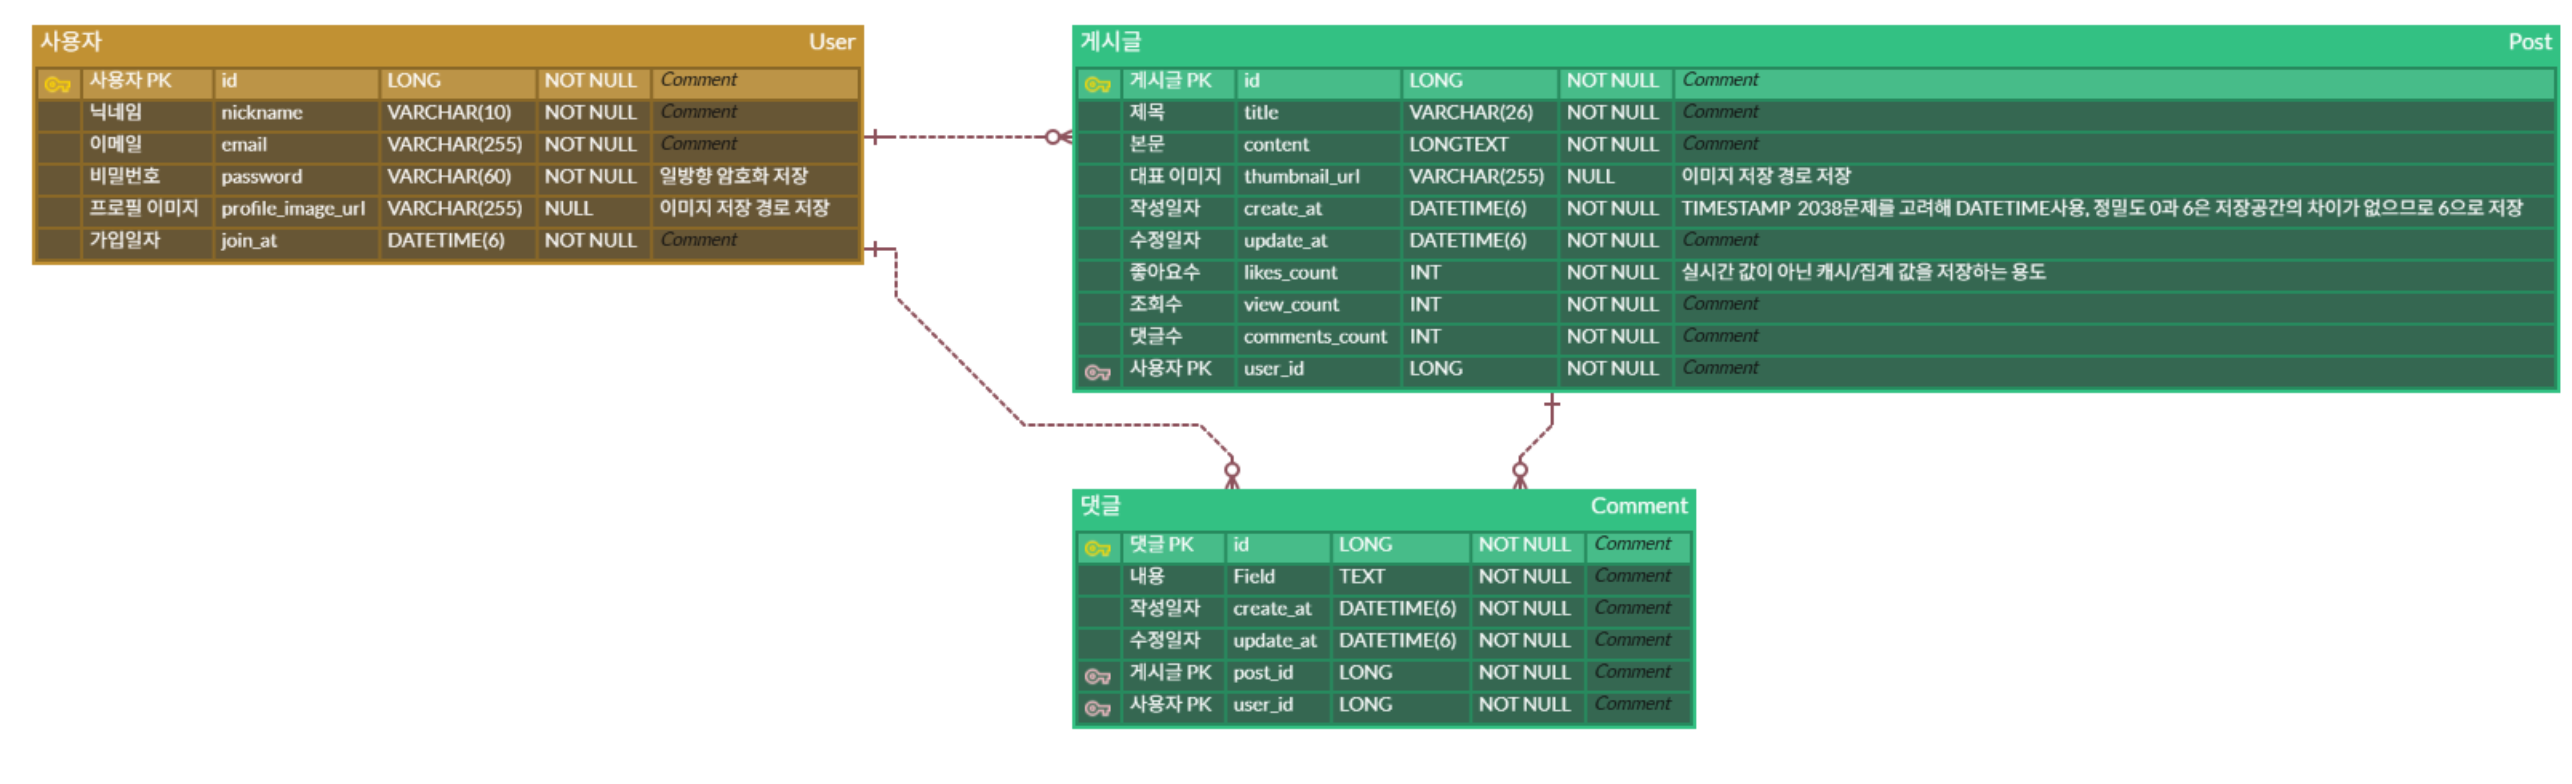 사용자 User
사용자 PK id LONG NOT NULL Comment
닉네임 nickname VARCHAR(10) NOT NULL Comment
이메일 email VARCHAR(255) NOT NULL Comment
비밀번호 password VARCHAR(60) NOT NULL 일방향 암호화 저장
프로필 이미지 profile_image_url VARCHAR(255) NULL 이미지 저장 경로 저장
가입일자 join_at DATETIME(6) NOT NULL Comment
게시글 Post
게시글 PK id LONG NOT NULL Comment
제목 title VARCHAR(26) NOT NULL Comment
본문 content LONGTEXT NOT NULL Comment
대표 이미지 thumbnail_url VARCHAR(255) NULL 이미지 저장 경로 저장
작성일자 create_at DATETIME(6) NOT NULL TIMESTAMP 2038문제를 고려해 DATETIME사용, 정밀도 0과 6은 저장공간의 차이가 없으므로 6으로 저장
수정일자 update_at DATETIME(6) NOT NULL Comment
좋아요수 likes_count INT NOT NULL 실시간 값이 아닌 캐시/집계 값을 저장하는 용도
조회수 view_count INT NOT NULL Comment
댓글수 comments_count INT NOT NULL Comment
사용자 PK user_id LONG NOT NULL Comment
댓글 Comment
댓글 PK id LONG NOT NULL Comment
내용 Field TEXT NOT NULL Comment
작성일자 create_at DATETIME(6) NOT NULL Comment
수정일자 update_at DATETIME(6) NOT NULL Comment
게시글 PK post_id LONG NOT NULL Comment
사용자 PK user_id LONG NOT NULL Comment